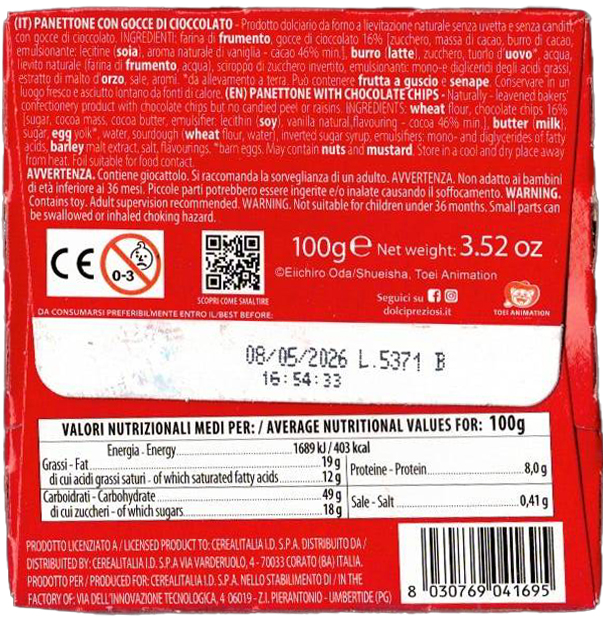 (IT) PANETTONE CON GOCCE DI CIOCCOLATO - Prodotto dolciario da forno a lievitazione naturale senza uvetta e senza canditi,
con gocce di cioccolato. INGREDIENTI: farina di frumento, gocce di cioccolato 16% [zucchero, massa di cacao, burro di cacao,
emulsionante: lecitine (soia), aroma naturale di vaniglia - cacao 46% min.], burro (latte), zucchero, tuorlo d'uovo*, acqua,
lievito naturale (farina di frumento, acqua), sciroppo di zucchero invertito, emulsionanti: mono- e digliceridi degli acidi grassi,
estratto di malto d'orzo, sale, aromi. *da allevamento a terra. Può contenere frutta a guscio e senape. Conservare in un
luogo fresco e asciutto lontano da fonti di calore. (EN) PANETTONE WITH CHOCOLATE CHIPS - Naturally - leavened bakers'
confectionery product with chocolate chips but no candied peel or raisins. INGREDIENTS: wheat flour, chocolate chips 16%
[sugar, cocoa mass, cocoa butter, emulsifier: lecithin (soy), vanilla natural flavouring - cocoa 46% min.], butter (milk),
sugar, egg yolk*, water, sourdough (wheat flour, water), inverted sugar syrup, emulsifiers: mono- and diglycerides of fatty
acids, barley malt extract, salt, flavourings. *barn eggs. May contain nuts and mustard. Store in a cool and dry place away
from heat. Foil suitable for food contact.
AVVERTENZA. Contiene giocattolo. Si raccomanda la sorveglianza di un adulto. AVVERTENZA. Non adatto ai bambini
di età inferiore ai 36 mesi. Piccole parti potrebbero essere ingerite e/o inalate causando il soffocamento. WARNING.
Contains toy. Adult supervision recommended. WARNING. Not suitable for children under 36 months. Small parts can
be swallowed or inhaled choking hazard.
CE
0-3
100g e Net weight: 3.52 oz
©Eiichiro Oda/Shueisha, Toei Animation
SCOPRI COME SMALTIRE
Seguici su
dolcipreziosi.it
TOEI ANIMATION
DA CONSUMARSI PREFERIBILMENTE ENTRO IL/BEST BEFORE:
08/05/2026 L.5371 B
16:54:33
VALORI NUTRIZIONALI MEDI PER: / AVERAGE NUTRITIONAL VALUES FOR: 100g
Energia - Energy 1689 kJ / 403 kcal
Grassi - Fat 19 g
di cui acidi grassi saturi - of which saturated fatty acids 12 g
Carboidrati - Carbohydrate 49 g
di cui zuccheri - of which sugars 18 g
Proteine - Protein 8,0 g
Sale - Salt 0,41 g
PRODOTTO LICENZIATO A / LICENSED PRODUCT TO: CEREALITALIA I.D. S.P.A. DISTRIBUITO DA /
DISTRIBUITED BY: CEREALITALIA I.D. S.P.A VIA VARDERUOLO, 4 - 70033 CORATO (BA) ITALIA.
PRODOTTO PER / PRODUCED FOR: CEREALITALIA I.D. S.P.A. NELLO STABILIMENTO DI / IN THE
FACTORY OF: VIA DELL'INNOVAZIONE TECNOLOGICA, 4 06019 - Z.I. PIERANTONIO - UMBERTIDE (PG)
8 030769 041695